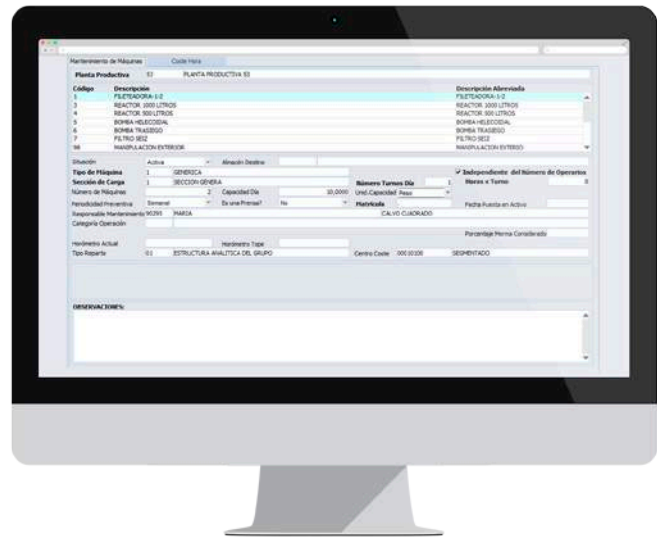 Mantenimiento de Máquinas Coste Hora
Planta Productiva 53 PLANTA PRODUCTIVA 53
Código Descripción Descripción Abreviada
1 FILETEADORA-1-2 FILETEADORA-1-2
3 REACTOR 1000 LITROS REACTOR 1000 LITROS
4 REACTOR 500 LITROS REACTOR 500 LITROS
5 BOMBA HELECOIDAL BOMBA HELECOIDAL
6 BOMBA TRASIEGO BOMBA TRASIEGO
7 FILTRO SEIZ FILTRO SEIZ
98 MANIPULACION EXTERIOR MANIPULACION EXTERIO
Situación Activa Almacén Destino
Tipo de Máquina 1 GENERICA Independiente del Número de Operarios
Sección de Carga 1 SECCION GENERA Número Turnos Día 1 Horas x Turno 8
Número de Máquinas 2 Capacidad Día 10,0000 Unid.Capacidad Peso
Periodicidad Preventiva Semanal Es una Prensa? No Matrícula Fecha Puesta en Activo
Responsable Mantenimiento 90295 MARIA CALVO CUADRADO
Categoría Operación
Porcentaje Merma Considerado
Horómetro Actual Horómetro Tope
Tipo Reparto 01 ESTRUCTURA ANALITICA DEL GRUPO Centro Coste 00010100 SEGMENTADO
OBSERVACIONES: